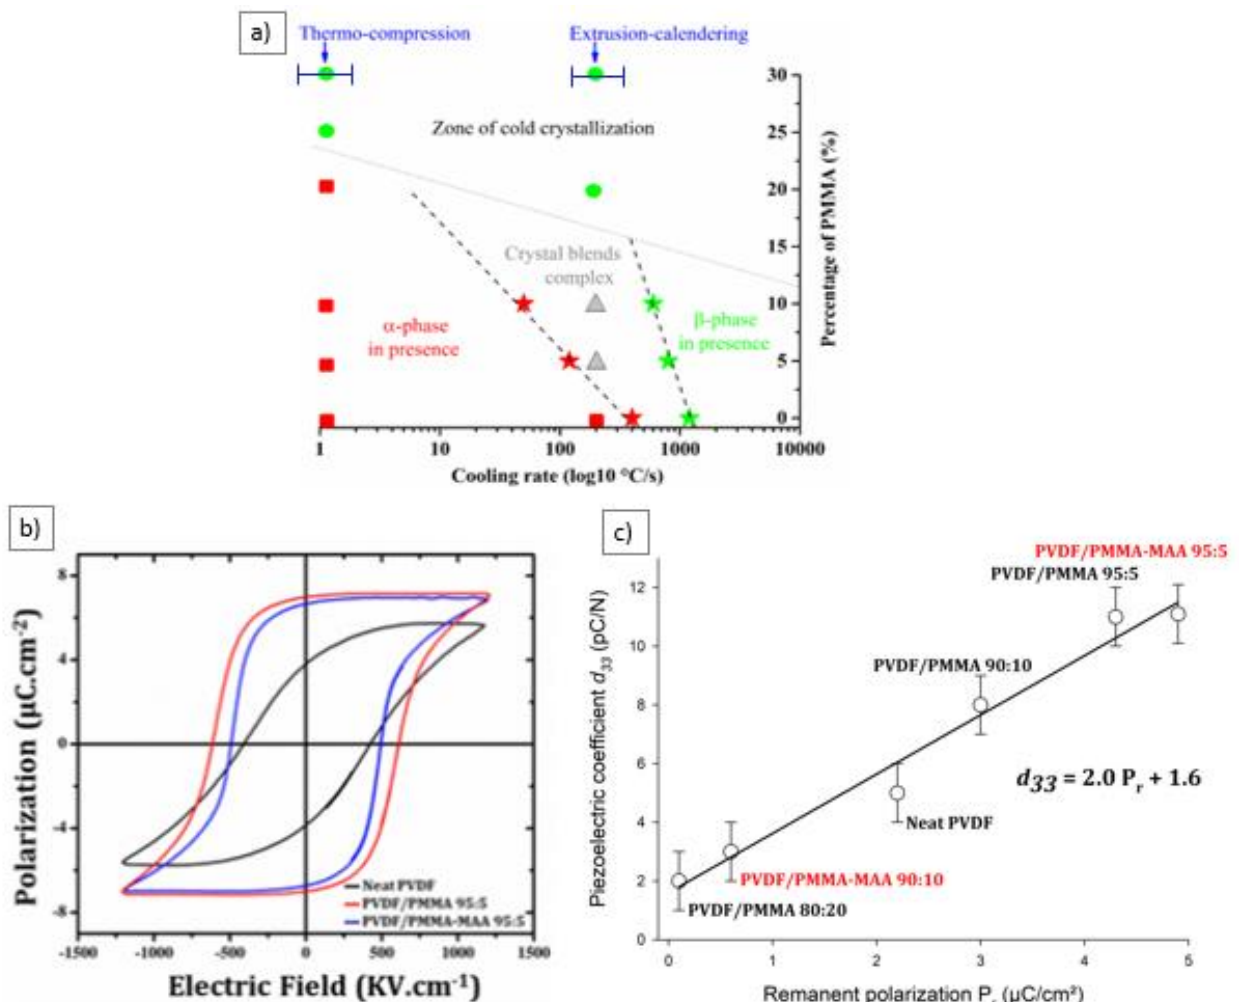 a)
Thermo-compression
Extrusion-calendering
30
Zone of cold crystallization
25
20
15
Crystal blends
complex
10
α-phase
in presence
β-phase
in presence
5
0
Percentage of PMMA (%)
1
10
100
1000
10000
Cooling rate (log10 °C/s)
b)
8
4
0
-4
-8
Polarization (µC.cm⁻²)
Neat PVDF
PVDF/PMMA 95:5
PVDF/PMMA-MAA 95:5
-1500
-1000
-500
0
500
1000
1500
Electric Field (KV.cm⁻¹)
c)
PVDF/PMMA-MAA 95:5
PVDF/PMMA 95:5
12
10
PVDF/PMMA 90:10
8
6
d₃₃ = 2.0 Pᵣ + 1.6
Neat PVDF
4
PVDF/PMMA-MAA 90:10
2
PVDF/PMMA 80:20
0
Piezoelectric coefficient d₃₃ (pC/N)
0
1
2
3
4
5
Remanent polarization Pᵣ (µC/cm²)